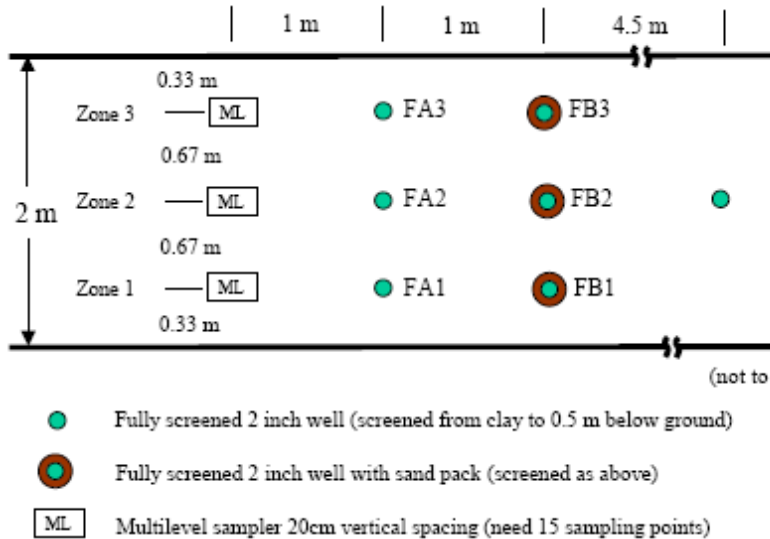 1 m 1 m 4.5 m
0.33 m
Zone 3 ML FA3 FB3
0.67 m
2 m Zone 2 ML FA2 FB2
0.67 m
Zone 1 ML FA1 FB1
0.33 m
(not to
Fully screened 2 inch well (screened from clay to 0.5 m below ground)
Fully screened 2 inch well with sand pack (screened as above)
ML Multilevel sampler 20cm vertical spacing (need 15 sampling points)